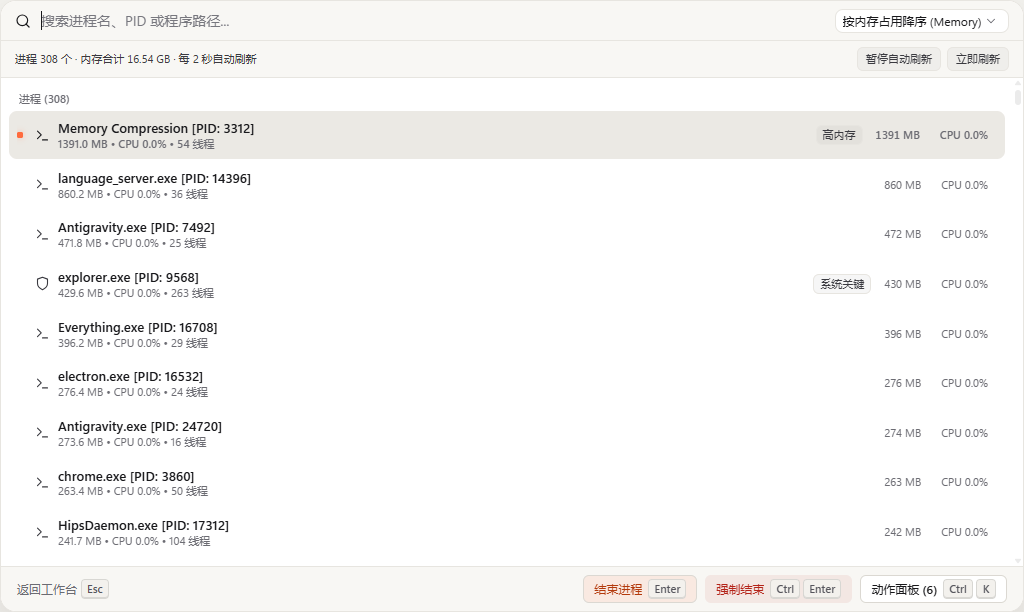 搜索进程名、PID 或程序路径...
按内存占用降序 (Memory)
进程 308 个 · 内存合计 16.54 GB · 每 2 秒自动刷新
暂停自动刷新
立即刷新
进程 (308)
Memory Compression [PID: 3312]
1391.0 MB • CPU 0.0% • 54 线程
高内存
1391 MB
CPU 0.0%
language_server.exe [PID: 14396]
860.2 MB • CPU 0.0% • 36 线程
860 MB
CPU 0.0%
Antigravity.exe [PID: 7492]
471.8 MB • CPU 0.0% • 25 线程
472 MB
CPU 0.0%
explorer.exe [PID: 9568]
429.6 MB • CPU 0.0% • 263 线程
系统关键
430 MB
CPU 0.0%
Everything.exe [PID: 16708]
396.2 MB • CPU 0.0% • 29 线程
396 MB
CPU 0.0%
electron.exe [PID: 16532]
276.4 MB • CPU 0.0% • 24 线程
276 MB
CPU 0.0%
Antigravity.exe [PID: 24720]
273.6 MB • CPU 0.0% • 16 线程
274 MB
CPU 0.0%
chrome.exe [PID: 3860]
263.4 MB • CPU 0.0% • 50 线程
263 MB
CPU 0.0%
HipsDaemon.exe [PID: 17312]
241.7 MB • CPU 0.0% • 104 线程
242 MB
CPU 0.0%
返回工作台 Esc
结束进程 Enter
强制结束 Ctrl Enter
动作面板 (6) Ctrl K